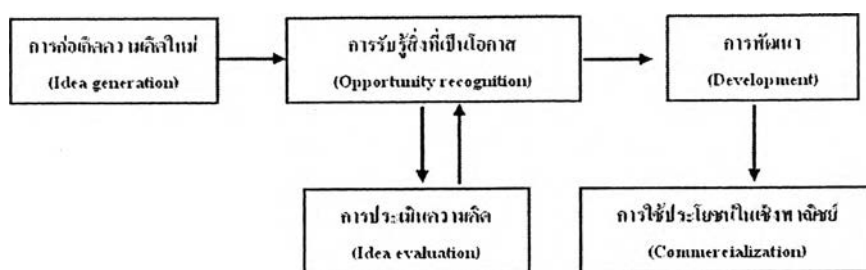 การก่อเกิดความคิดใหม่
(Idea generation)
การรับรู้สิ่งที่เป็นโอกาส
(Opportunity recognition)
การพัฒนา
(Development)
การประเมินความคิด
(Idea evaluation)
การใช้ประโยชน์ในเชิงพาณิชย์
(Commercialization)